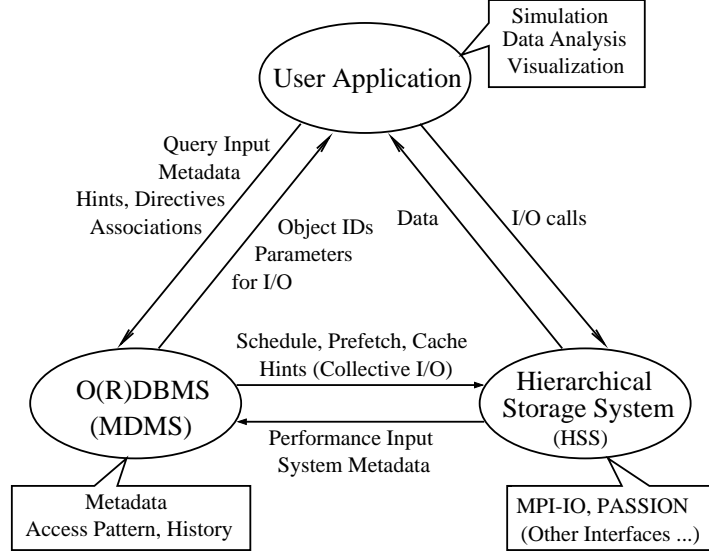 Simulation
Data Analysis
Visualization
User Application
Query Input
Metadata
Hints, Directives
Associations
Object IDs
Parameters
for I/O
Data
I/O calls
Schedule, Prefetch, Cache
Hints (Collective I/O)
O(R)DBMS
(MDMS)
Hierarchical
Storage System
(HSS)
Performance Input
System Metadata
Metadata
Access Pattern, History
MPI-IO, PASSION
(Other Interfaces ...)